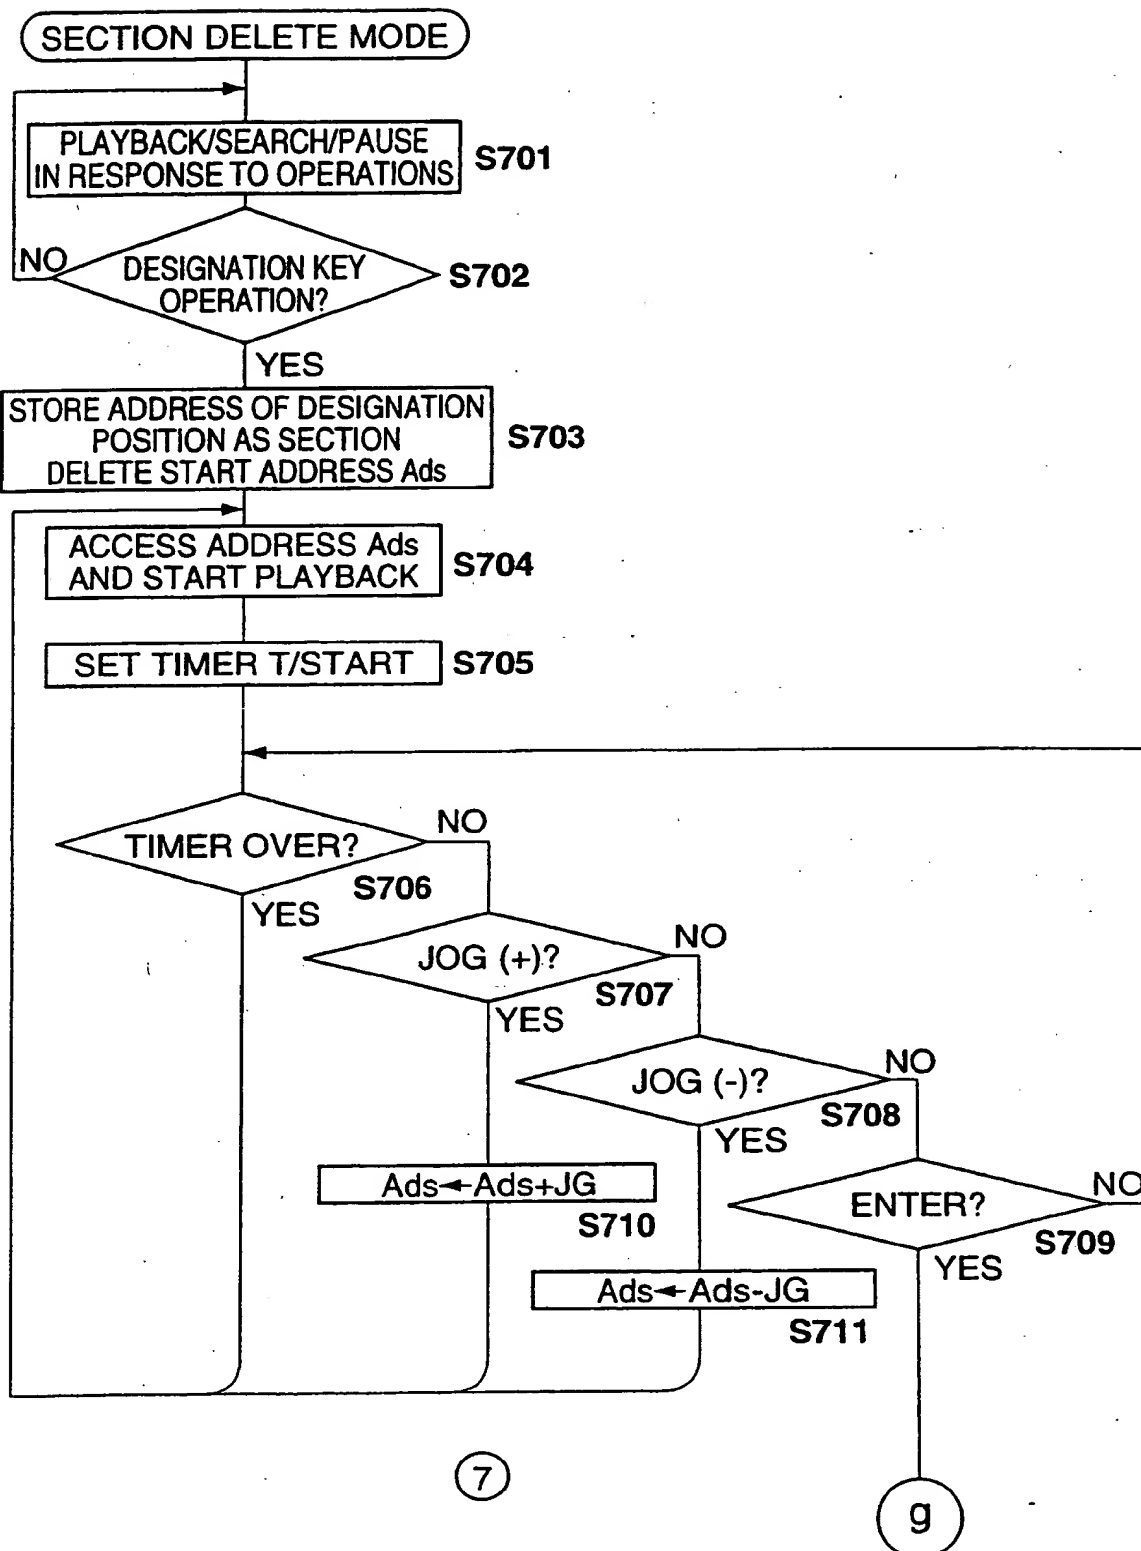 SECTION DELETE MODE
PLAYBACK/SEARCH/PAUSE
IN RESPONSE TO OPERATIONS
S701
NO
DESIGNATION KEY
OPERATION?
S702
YES
STORE ADDRESS OF DESIGNATION
POSITION AS SECTION
DELETE START ADDRESS Ads
S703
ACCESS ADDRESS Ads
AND START PLAYBACK
S704
SET TIMER T/START
S705
TIMER OVER?
NO
S706
YES
JOG (+)?
NO
S707
YES
JOG (-)?
NO
S708
YES
Ads←Ads+JG
S710
ENTER?
NO
S709
YES
Ads←Ads-JG
S711
7
g